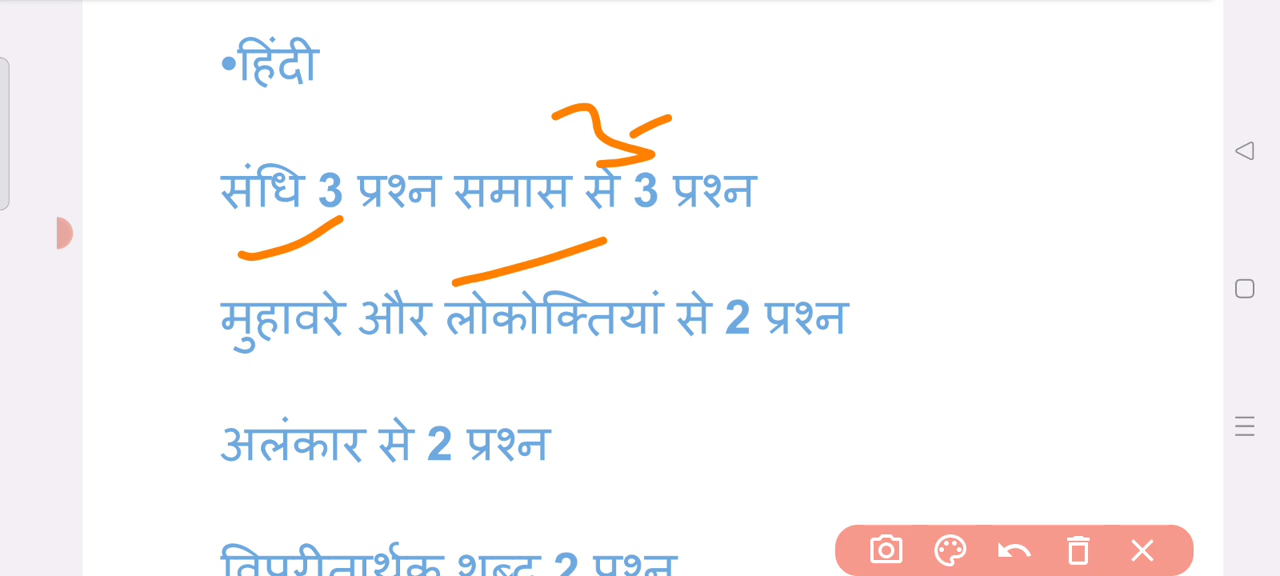 •हिंदी
संधि 3 प्रश्न समास से 3 प्रश्न
मुहावरे और लोकोक्तियां से 2 प्रश्न
अलंकार से 2 प्रश्न
विपरीतार्थक शब्द 2 प्रश्न